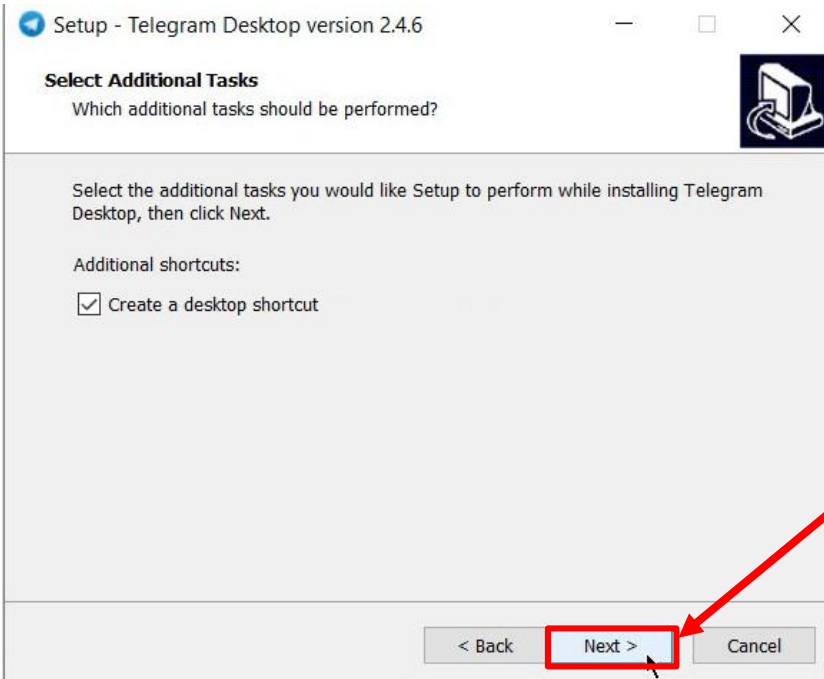 Setup - Telegram Desktop version 2.4.6
Select Additional Tasks
Which additional tasks should be performed?
Select the additional tasks you would like Setup to perform while installing Telegram
Desktop, then click Next.
Additional shortcuts:
Create a desktop shortcut
< Back
Next >
Cancel